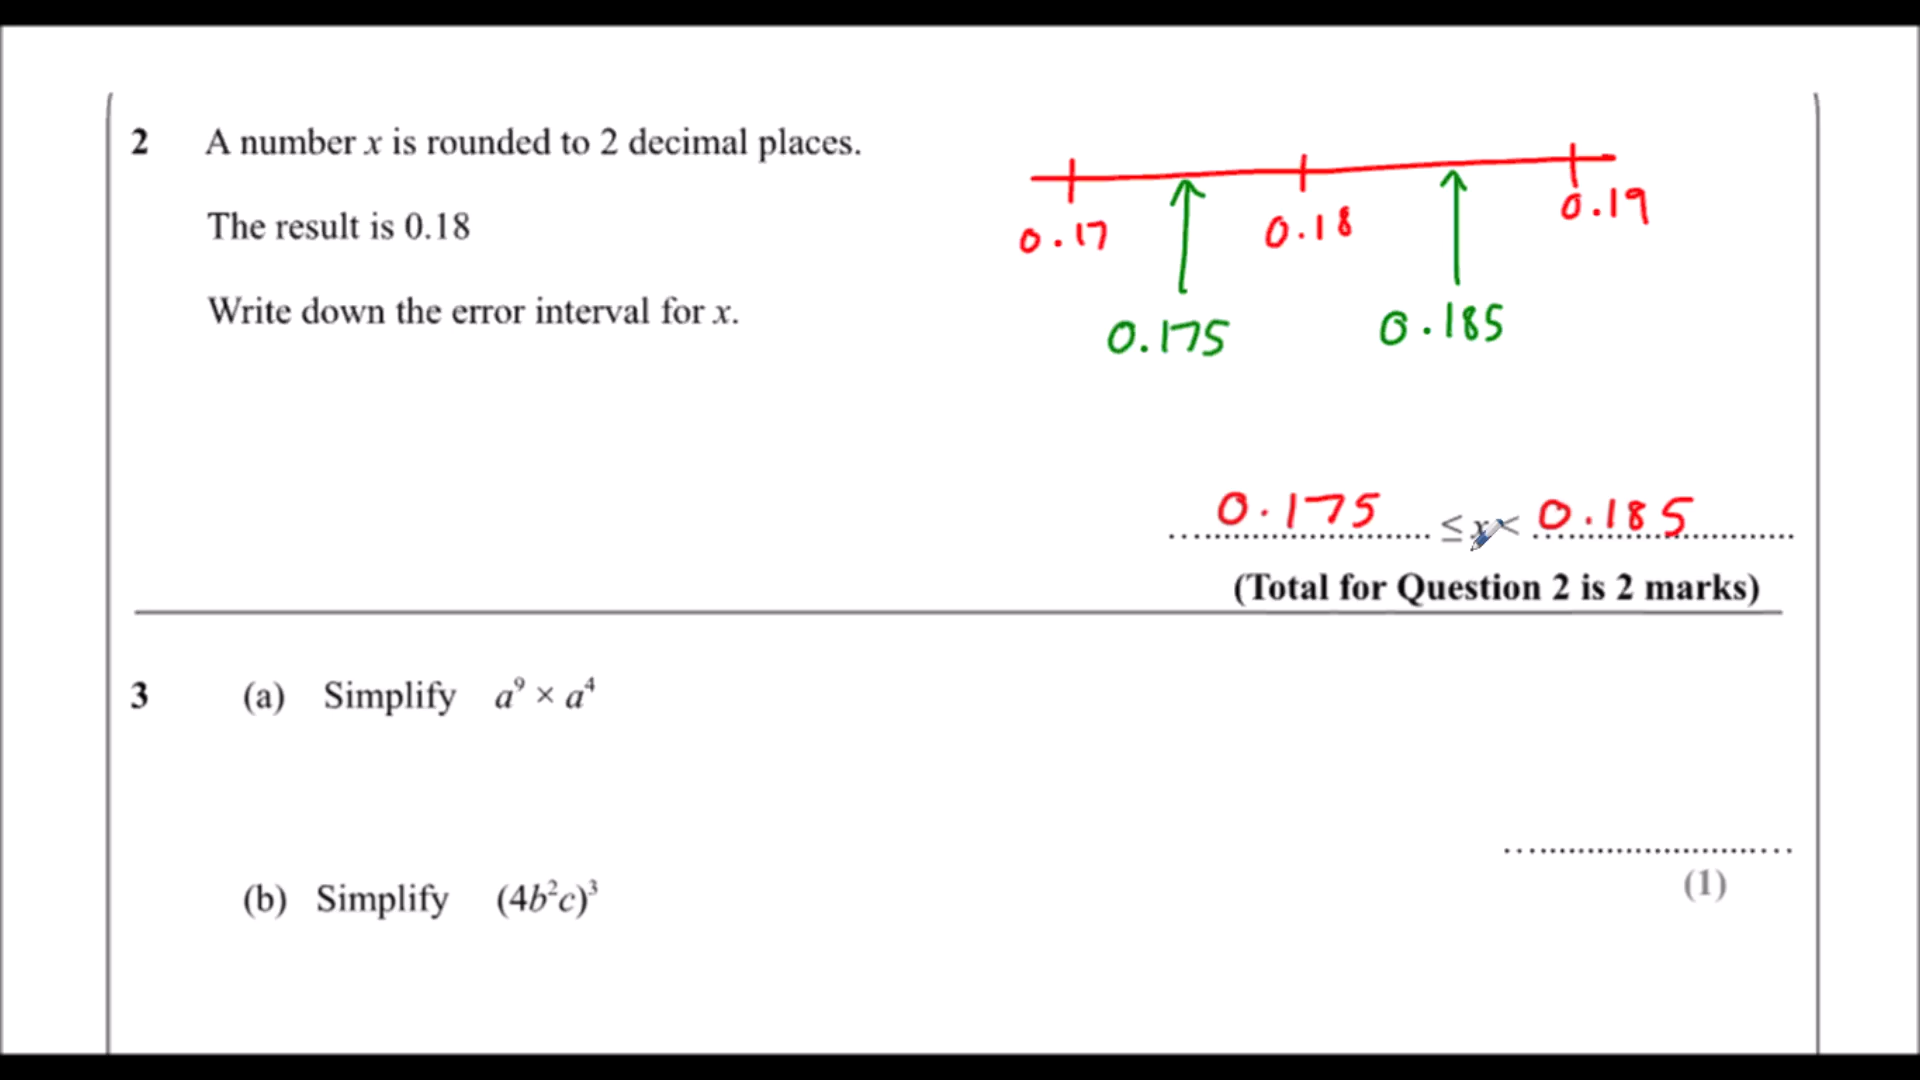 2 A number x is rounded to 2 decimal places.
0.17 0.18 0.19
The result is 0.18
Write down the error interval for x.
0.175 0.185
0.175 ≤ x < 0.185
(Total for Question 2 is 2 marks)
3 (a) Simplify a⁹ × a⁴
(1)
(b) Simplify (4b²c)³